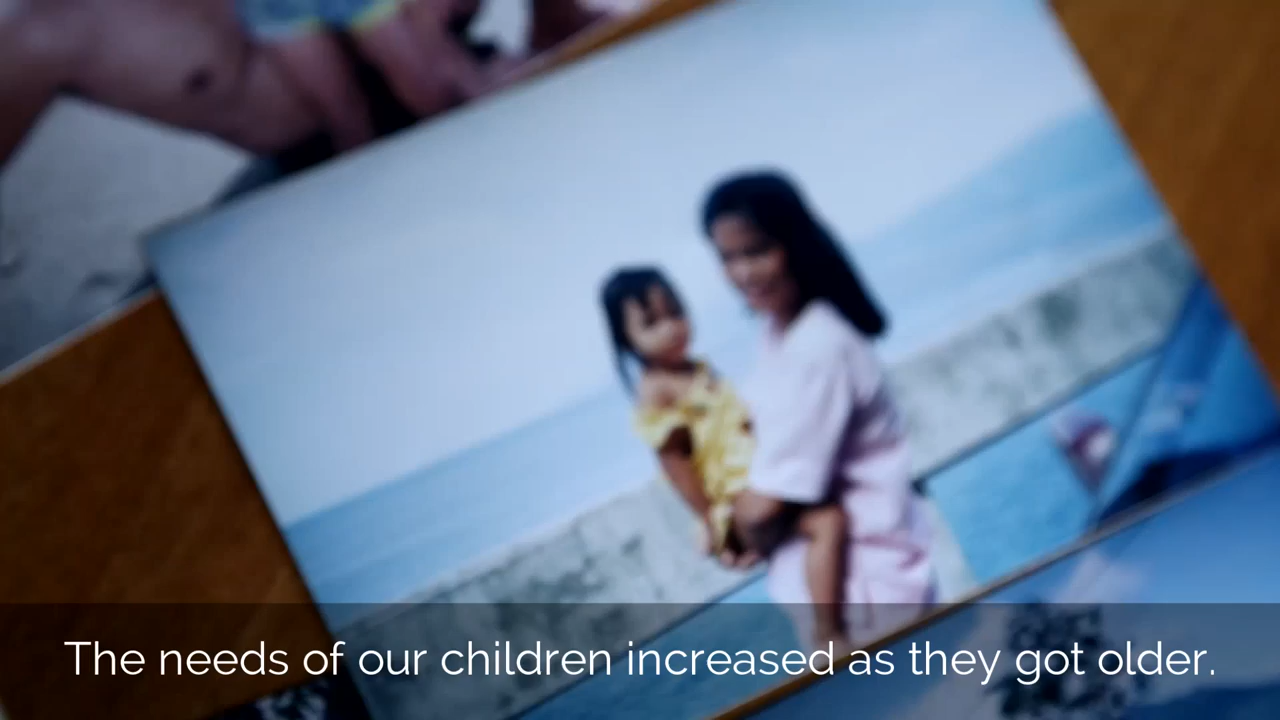 The needs of our children increased as they got older.